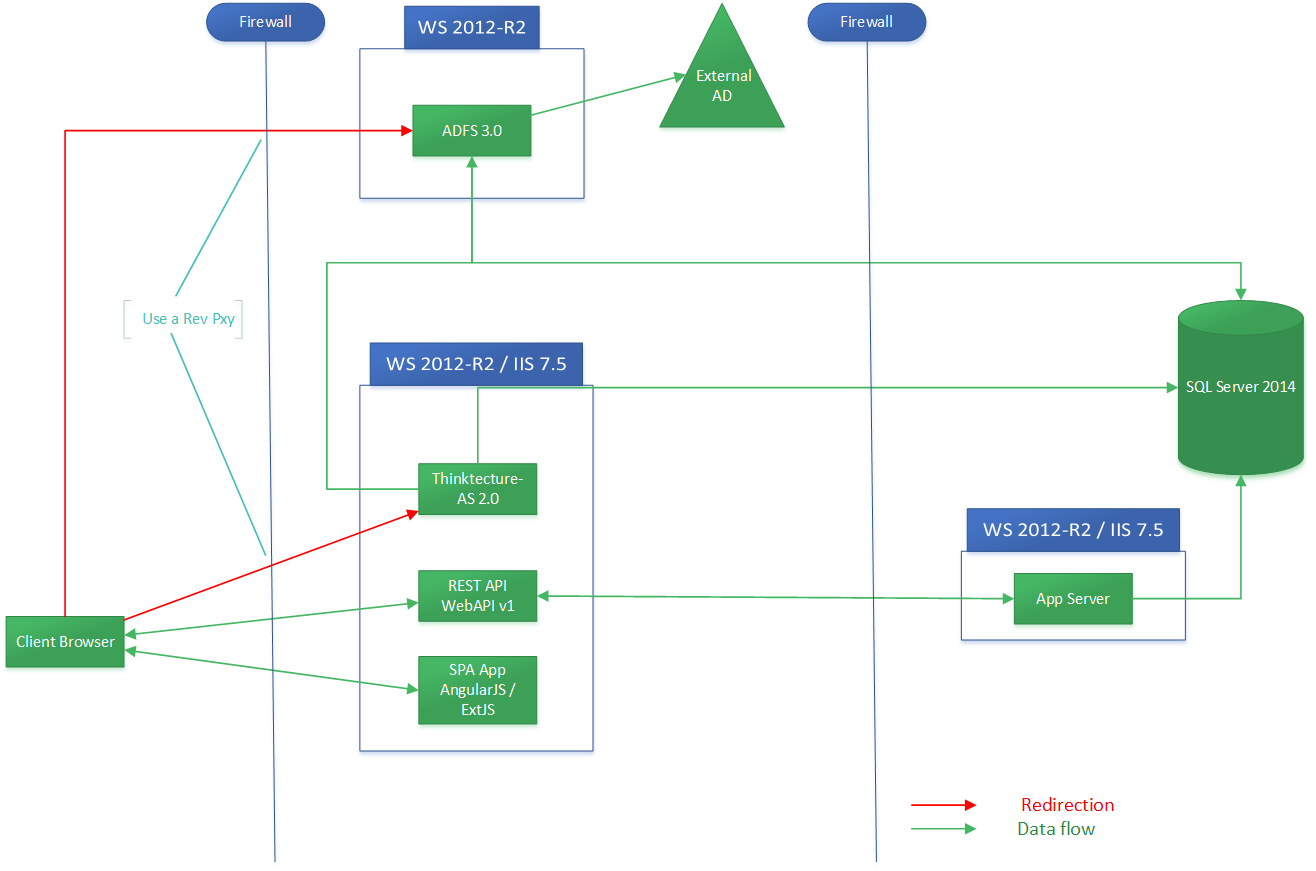 Firewall
WS 2012-R2
Firewall
External
AD
ADFS 3.0
Use a Rev Pxy
WS 2012-R2 / IIS 7.5
SQL Server 2014
Thinktecture-
AS 2.0
WS 2012-R2 / IIS 7.5
REST API
WebAPI v1
App Server
Client Browser
SPA App
AngularJS /
ExtJS
Redirection
Data flow